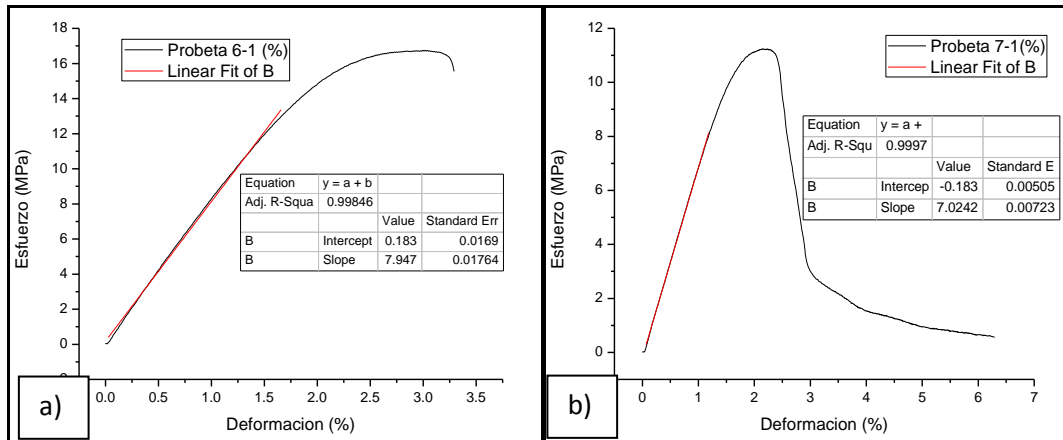 18
16
14
12
10
8
6
4
2
0
Esfuerzo (MPa)
Probeta 6-1 (%)
Linear Fit of B
Equation y = a + b
Adj. R-Squa 0.99846
Value Standard Err
B Intercept 0.183 0.0169
B Slope 7.947 0.01764
0.0 0.5 1.0 1.5 2.0 2.5 3.0 3.5
Deformacion (%)
a)
12
10
8
6
4
2
0
Esfuerzo (MPa)
Probeta 7-1(%)
Linear Fit of B
Equation y = a +
Adj. R-Squ 0.9997
Value Standard E
B Intercep -0.183 0.00505
B Slope 7.0242 0.00723
0 1 2 3 4 5 6 7
Deformacion (%)
b)